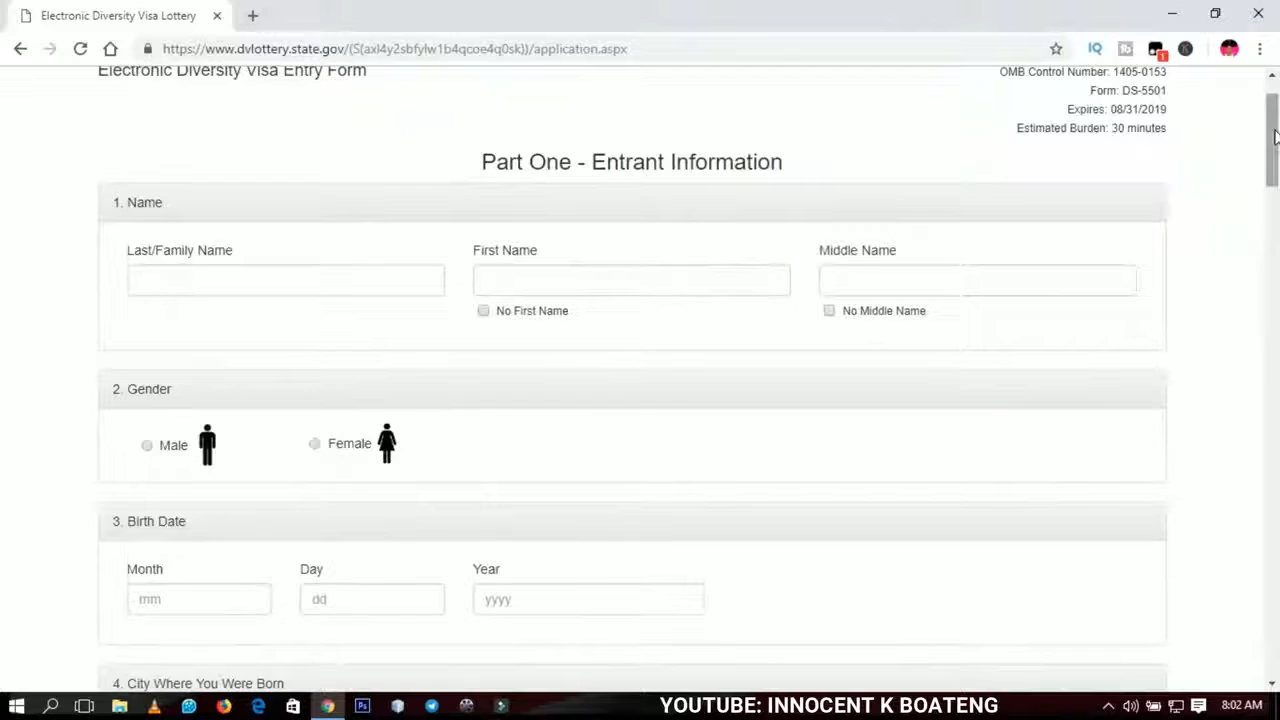 Electronic Diversity Visa Lottery
https://www.dvlottery.state.gov/(S(axl4y2sbfylw1b4qcoe4q0sk))/application.aspx
IQ
1
Electronic Diversity Visa Entry Form
OMB Control Number: 1405-0153
Form: DS-5501
Expires: 08/31/2019
Estimated Burden: 30 minutes
Part One - Entrant Information
1. Name
Last/Family Name First Name Middle Name
No First Name No Middle Name
2. Gender
Male Female
3. Birth Date
Month Day Year
mm dd yyyy
4. City Where You Were Born
Ps
YOUTUBE: INNOCENT K BOATENG
8:02 AM